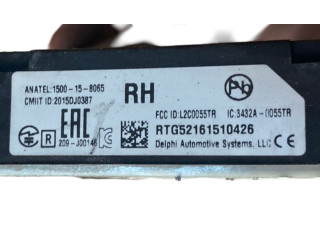 ANATEL:1500-15-8065
CMIIT ID:2015DJ0387
RH
Pb
FCC ID:L2C0055TR IC:3432A-0055TR
EAC
R 209-J00146
RTG52161510426
Delphi Automotive Systems, LLC CE